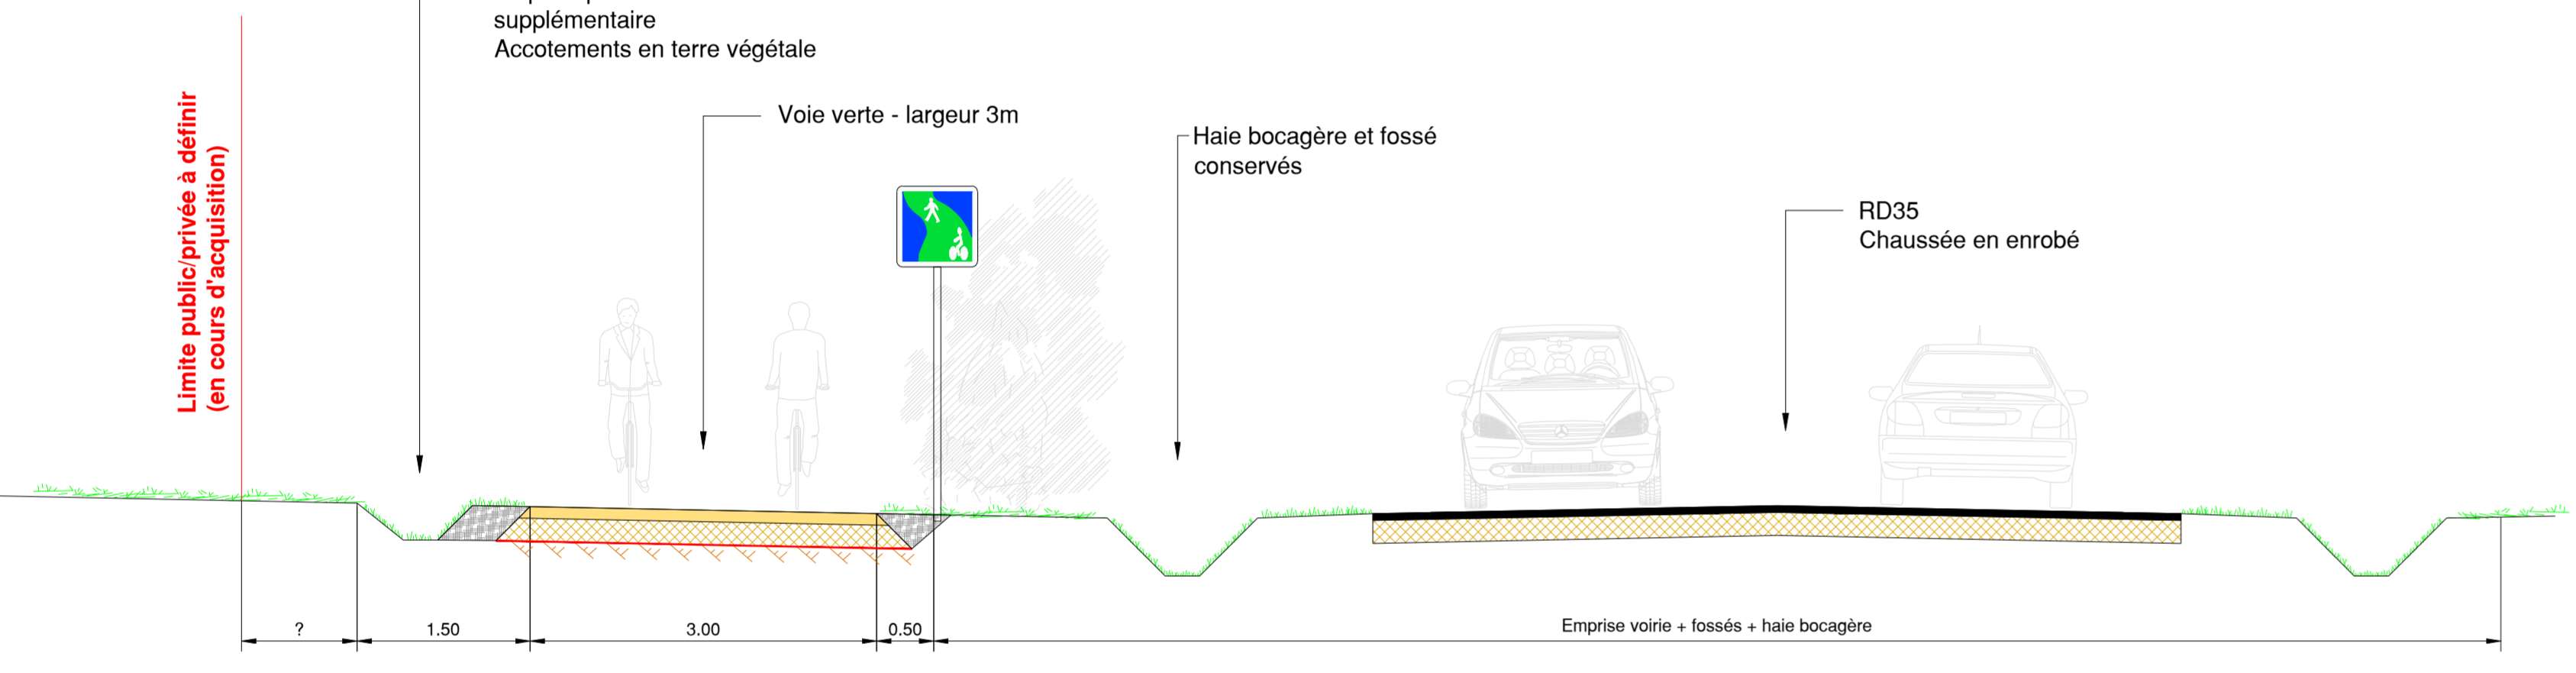 supplémentaire
Accotements en terre végétale
Voie verte - largeur 3m
Haie bocagère et fossé
conservés
RD35
Chaussée en enrobé
Limite public/privée à définir
(en cours d'acquisition)
?
1.50
3.00
0.50
Emprise voirie + fossés + haie bocagère